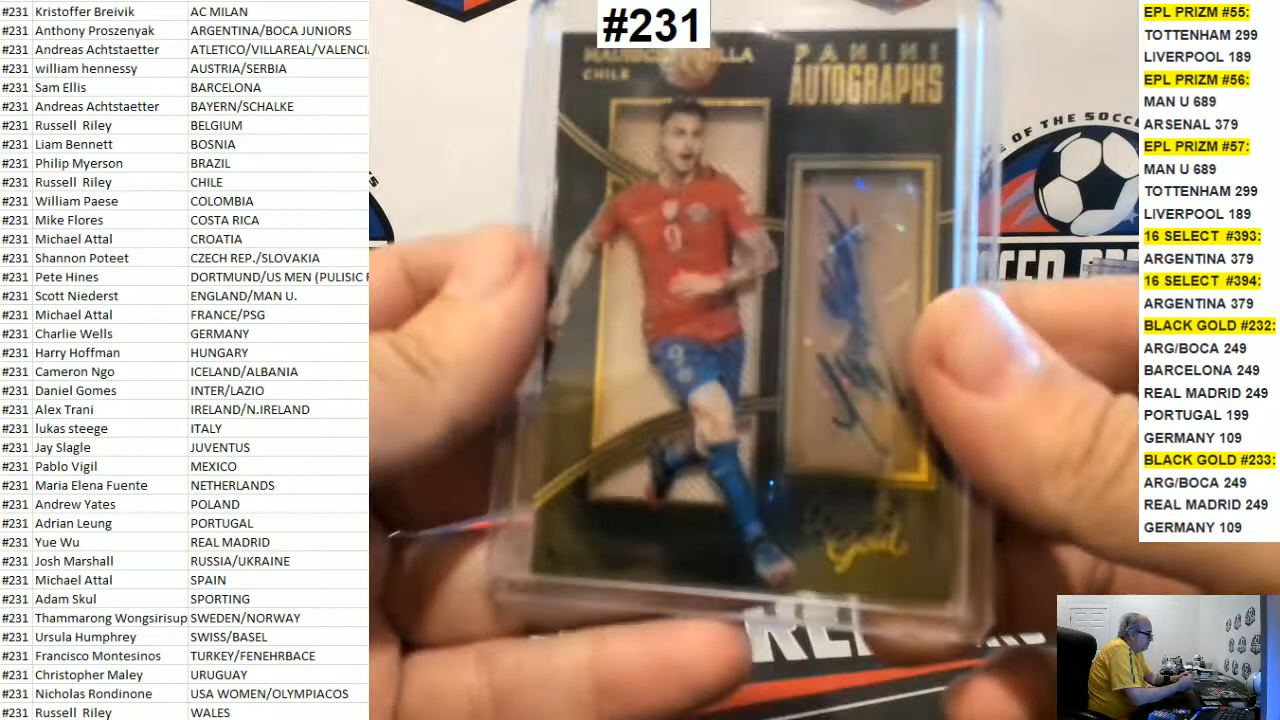 #231 Kristoffer Breivik AC MILAN
#231 Anthony Proszenyak ARGENTINA/BOCA JUNIORS
#231 Andreas Achtstaetter ATLETICO/VILLAREAL/VALENCI
#231 william hennessy AUSTRIA/SERBIA
#231 Sam Ellis BARCELONA
#231 Andreas Achtstaetter BAYERN/SCHALKE
#231 Russell Riley BELGIUM
#231 Liam Bennett BOSNIA
#231 Philip Myerson BRAZIL
#231 Russell Riley CHILE
#231 William Paese COLOMBIA
#231 Mike Flores COSTA RICA
#231 Michael Attal CROATIA
#231 Shannon Poteet CZECH REP./SLOVAKIA
#231 Pete Hines DORTMUND/US MEN (PULISIC
#231 Scott Niederst ENGLAND/MAN U.
#231 Michael Attal FRANCE/PSG
#231 Charlie Wells GERMANY
#231 Harry Hoffman HUNGARY
#231 Cameron Ngo ICELAND/ALBANIA
#231 Daniel Gomes INTER/LAZIO
#231 Alex Trani IRELAND/N.IRELAND
#231 lukas steege ITALY
#231 Jay Slagle JUVENTUS
#231 Pablo Vigil MEXICO
#231 Maria Elena Fuente NETHERLANDS
#231 Andrew Yates POLAND
#231 Adrian Leung PORTUGAL
#231 Yue Wu REAL MADRID
#231 Josh Marshall RUSSIA/UKRAINE
#231 Michael Attal SPAIN
#231 Adam Skul SPORTING
#231 Thammarong Wongsirisup SWEDEN/NORWAY
#231 Ursula Humphrey SWISS/BASEL
#231 Francisco Montesinos TURKEY/FENEHRBACE
#231 Christopher Maley URUGUAY
#231 Nicholas Rondinone USA WOMEN/OLYMPIACOS
#231 Russell Riley WALES
#231
CHILE
PANINI
AUTOGRAPHS
9
9
Gold
OF THE SOCCE
EPL PRIZM #55:
TOTTENHAM 299
LIVERPOOL 189
EPL PRIZM #56:
MAN U 689
ARSENAL 379
EPL PRIZM #57:
MAN U 689
TOTTENHAM 299
LIVERPOOL 189
16 SELECT #393:
ARGENTINA 379
16 SELECT #394:
ARGENTINA 379
BLACK GOLD #232:
ARG/BOCA 249
BARCELONA 249
REAL MADRID 249
PORTUGAL 199
GERMANY 109
BLACK GOLD #233:
ARG/BOCA 249
REAL MADRID 249
GERMANY 109